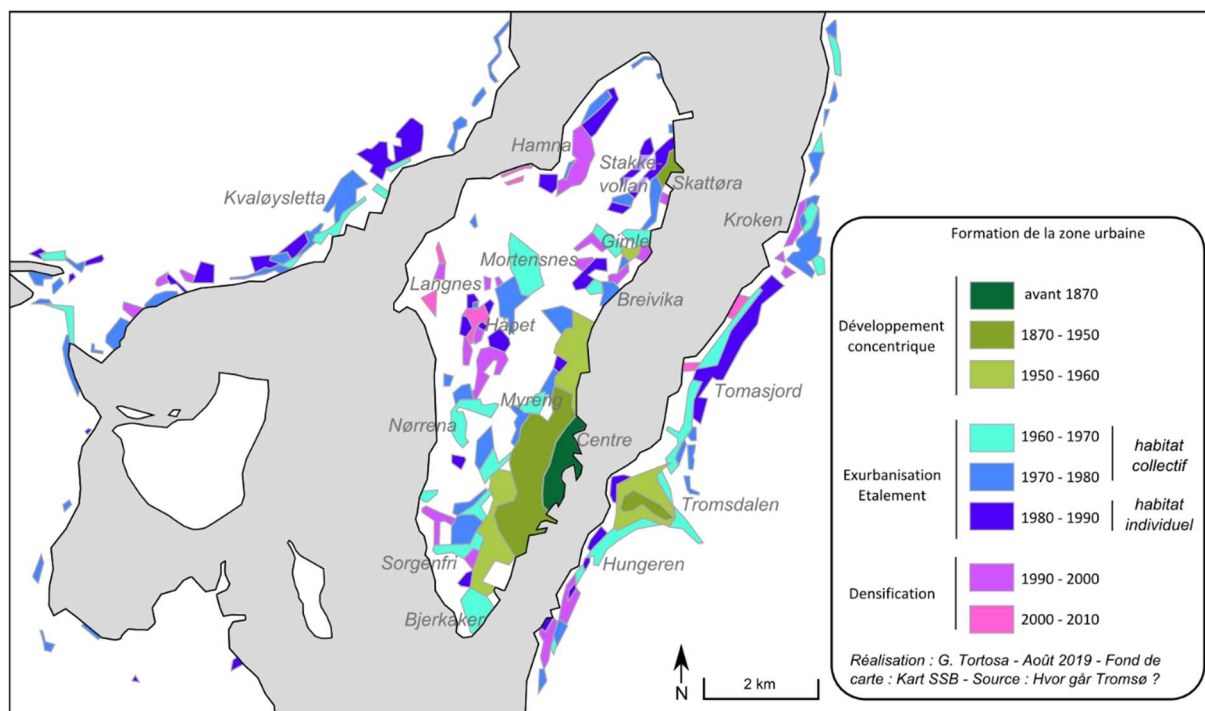 Hamna
Stakke-
vollan
Skattøra
Kvaløysletta
Kroken
Gimle
Mortensnes
Langnes
Breivika
Håpet
Tomasjord
Myreng
Nørrena
Centre
Tromsdalen
Sorgenfri
Hungeren
Bjerkaker
N
2 km
Formation de la zone urbaine
Développement
concentrique
avant 1870
1870 - 1950
1950 - 1960
Exurbanisation
Etalement
1960 - 1970
1970 - 1980
1980 - 1990
habitat
collectif
habitat
individuel
Densification
1990 - 2000
2000 - 2010
Réalisation : G. Tortosa - Août 2019 - Fond de
carte : Kart SSB - Source : Hvor går Tromsø ?